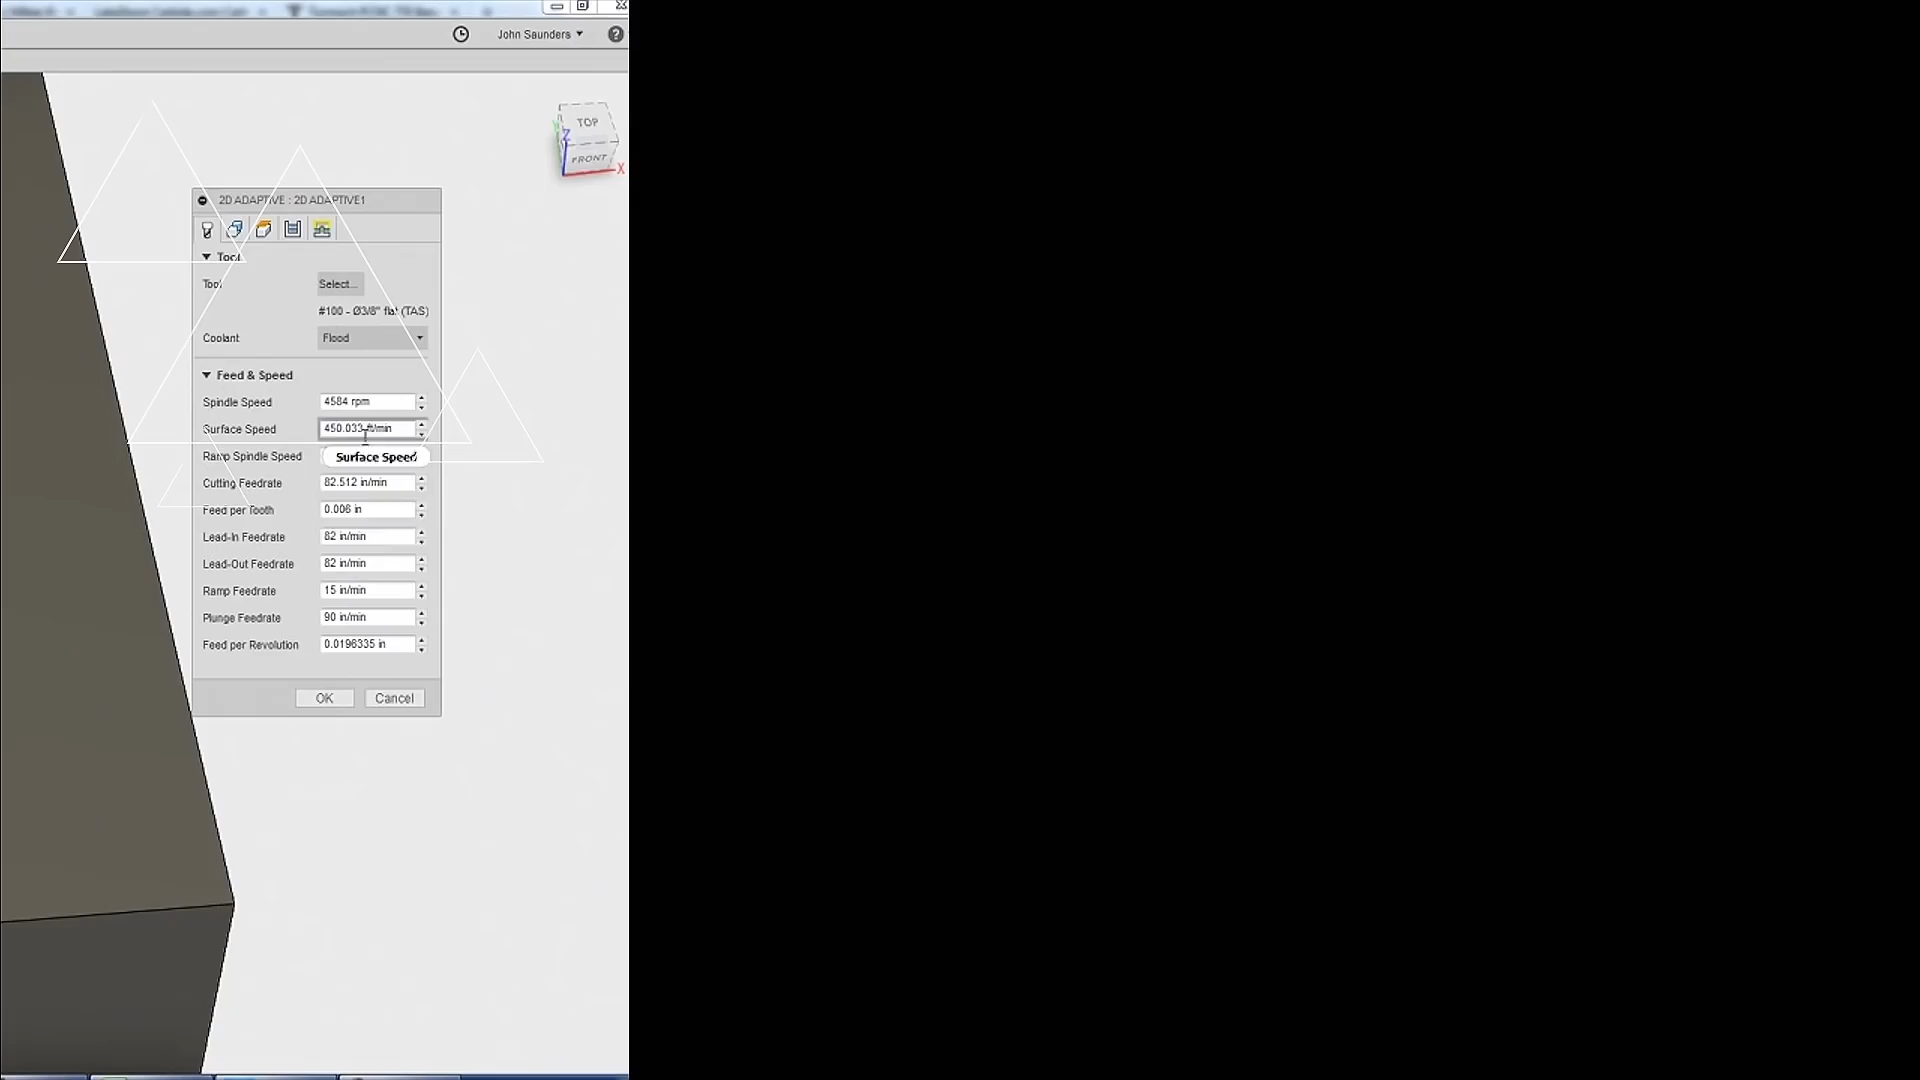 John Saunders
TOP
Z
FRONT
X
2D ADAPTIVE : 2D ADAPTIVE1
Tool
Tool Select...
#100 - Ø3/8" flat (TAS)
Coolant Flood
Feed & Speed
Spindle Speed 4584 rpm
Surface Speed 450.033 ft/min
Ramp Spindle Speed Surface Speed
Cutting Feedrate 82.512 in/min
Feed per Tooth 0.006 in
Lead-In Feedrate 82 in/min
Lead-Out Feedrate 82 in/min
Ramp Feedrate 15 in/min
Plunge Feedrate 90 in/min
Feed per Revolution 0.0196335 in
OK Cancel